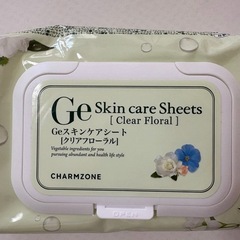 Ge Skin care Sheets
[ Clear Floral ]
Geスキンケアシート
[クリアフローラル]
Vegetable ingredients for you
pursuing abundant and health life style
CHARMZONE
OPEN